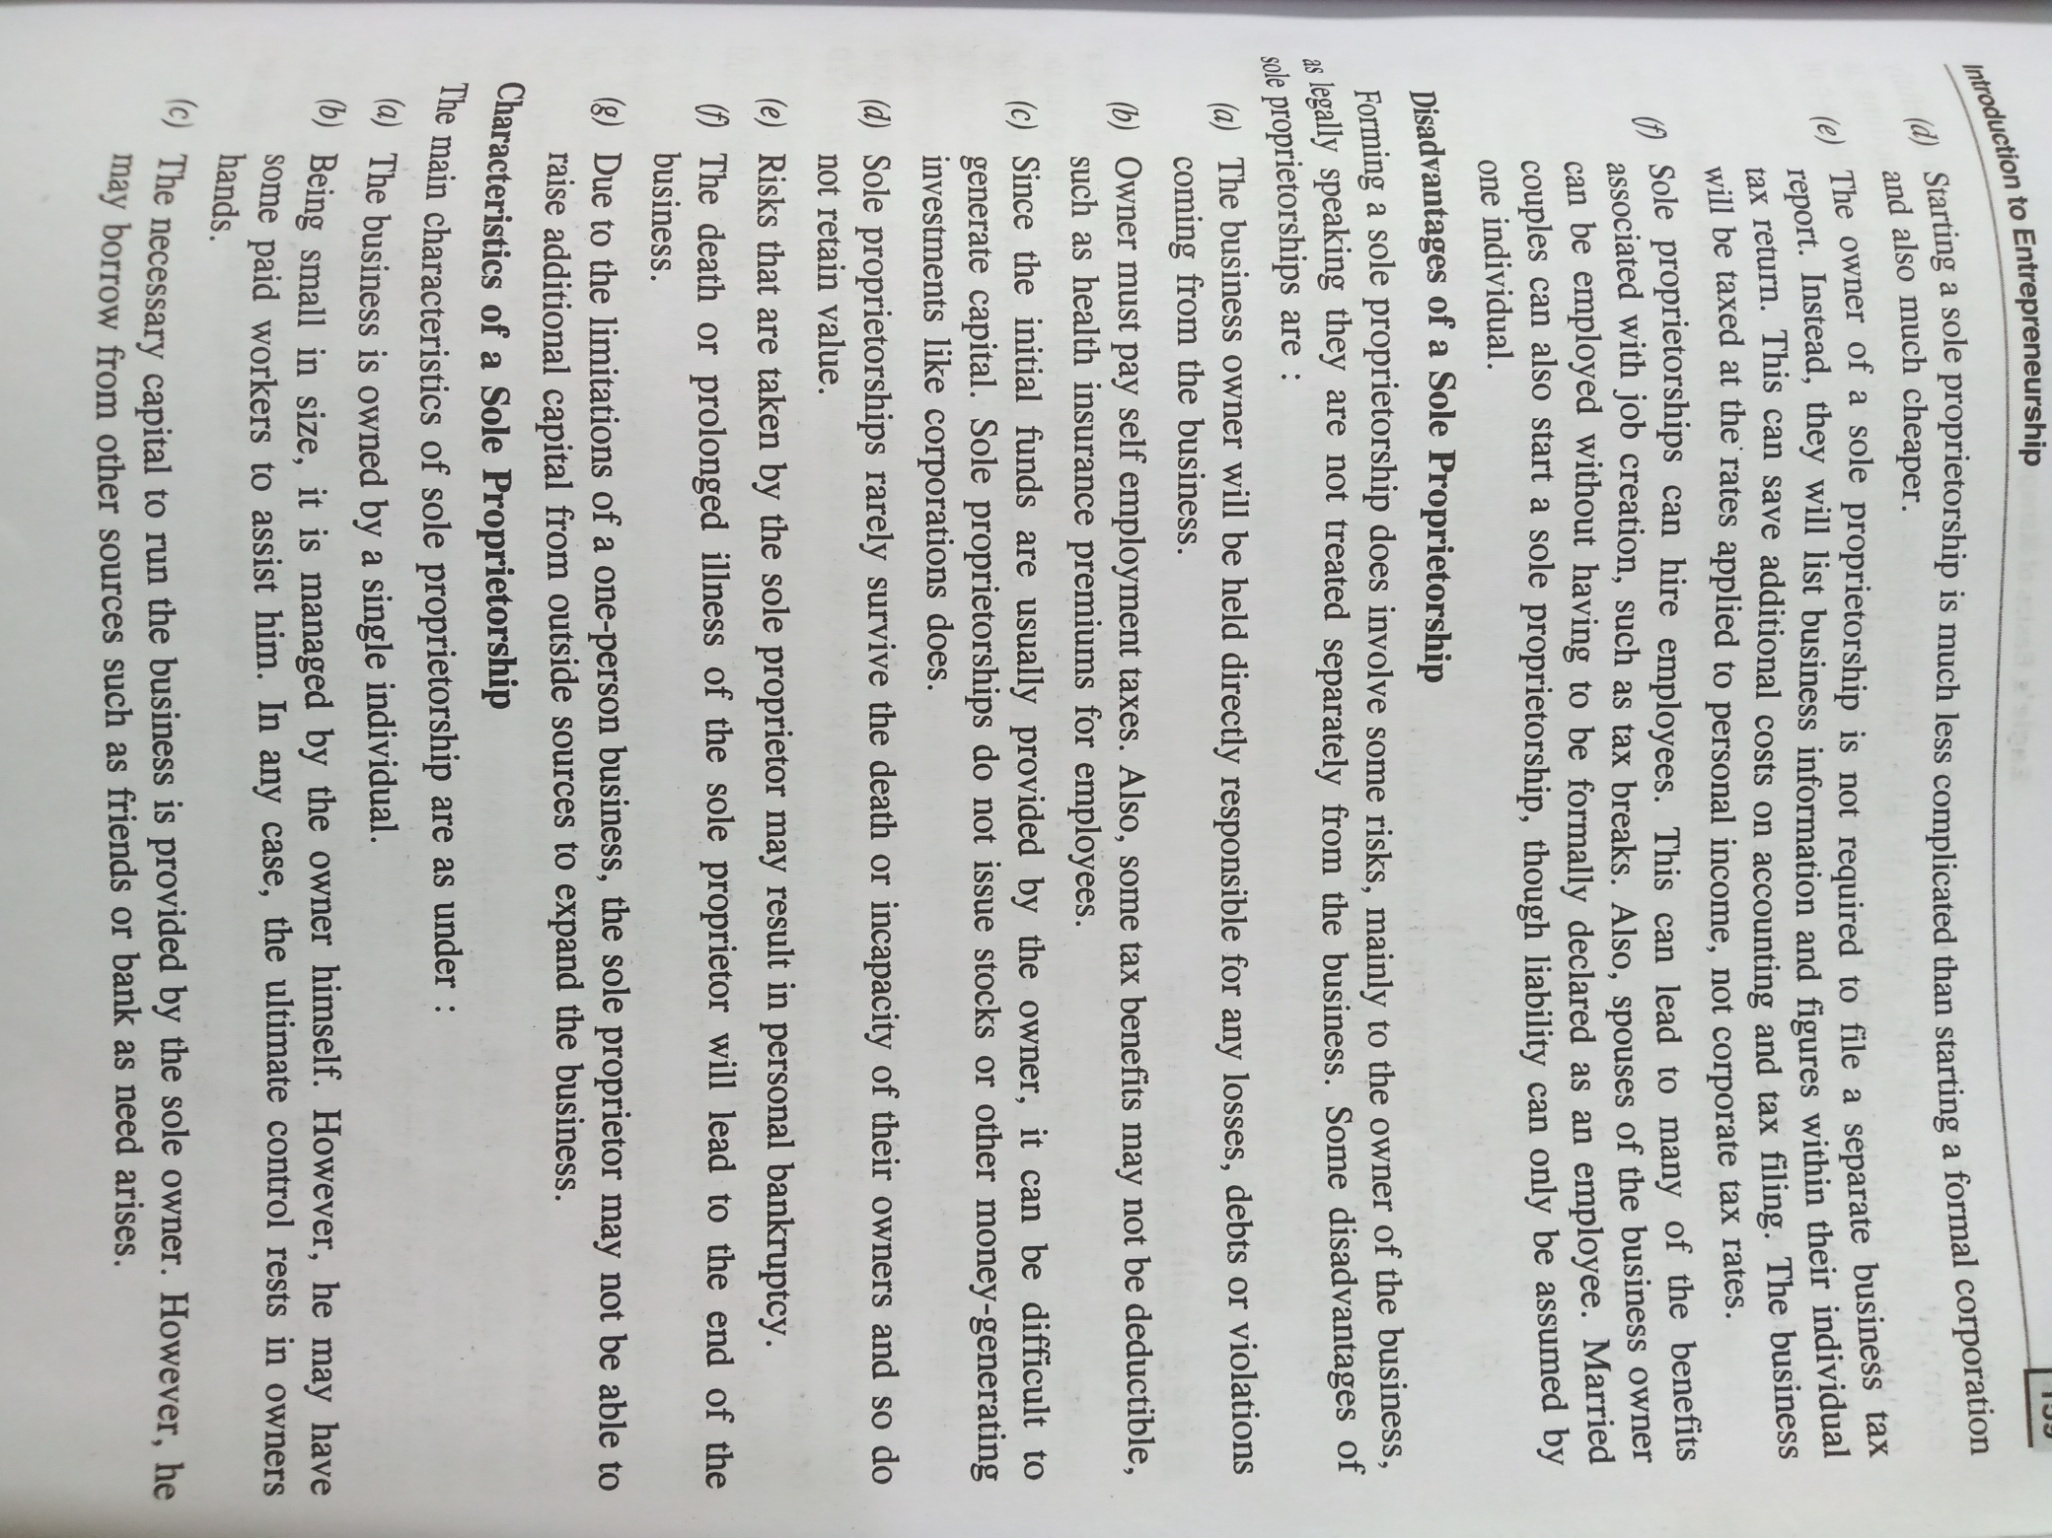 Introduction to Entrepreneurship
(d) Starting a sole proprietorship is much less complicated than starting a formal corporation
and also much cheaper.
(e) The owner of a sole proprietorship is not required to file a separate business tax
report. Instead, they will list business information and figures within their individual
tax return. This can save additional costs on accounting and tax filing. The business
will be taxed at the rates applied to personal income, not corporate tax rates.
(f) Sole proprietorships can hire employees. This can lead to many of the benefits
associated with job creation, such as tax breaks. Also, spouses of the business owner
can be employed without having to be formally declared as an employee. Married
couples can also start a sole proprietorship, though liability can only be assumed by
one individual.
Disadvantages of a Sole Proprietorship
Forming a sole proprietorship does involve some risks, mainly to the owner of the business,
as legally speaking they are not treated separately from the business. Some disadvantages of
sole proprietorships are :
(a) The business owner will be held directly responsible for any losses, debts or violations
coming from the business.
(b) Owner must pay self employment taxes. Also, some tax benefits may not be deductible,
such as health insurance premiums for employees.
(c) Since the initial funds are usually provided by the owner, it can be difficult to
generate capital. Sole proprietorships do not issue stocks or other money-generating
investments like corporations does.
(d) Sole proprietorships rarely survive the death or incapacity of their owners and so do
not retain value.
(e) Risks that are taken by the sole proprietor may result in personal bankruptcy.
(f) The death or prolonged illness of the sole proprietor will lead to the end of the
business.
(g) Due to the limitations of a one-person business, the sole proprietor may not be able to
raise additional capital from outside sources to expand the business.
Characteristics of a Sole Proprietorship
The main characteristics of sole proprietorship are as under :
(a) The business is owned by a single individual.
(b) Being small in size, it is managed by the owner himself. However, he may have
some paid workers to assist him. In any case, the ultimate control rests in owners
hands.
(c) The necessary capital to run the business is provided by the sole owner. However, he
may borrow from other sources such as friends or bank as need arises.